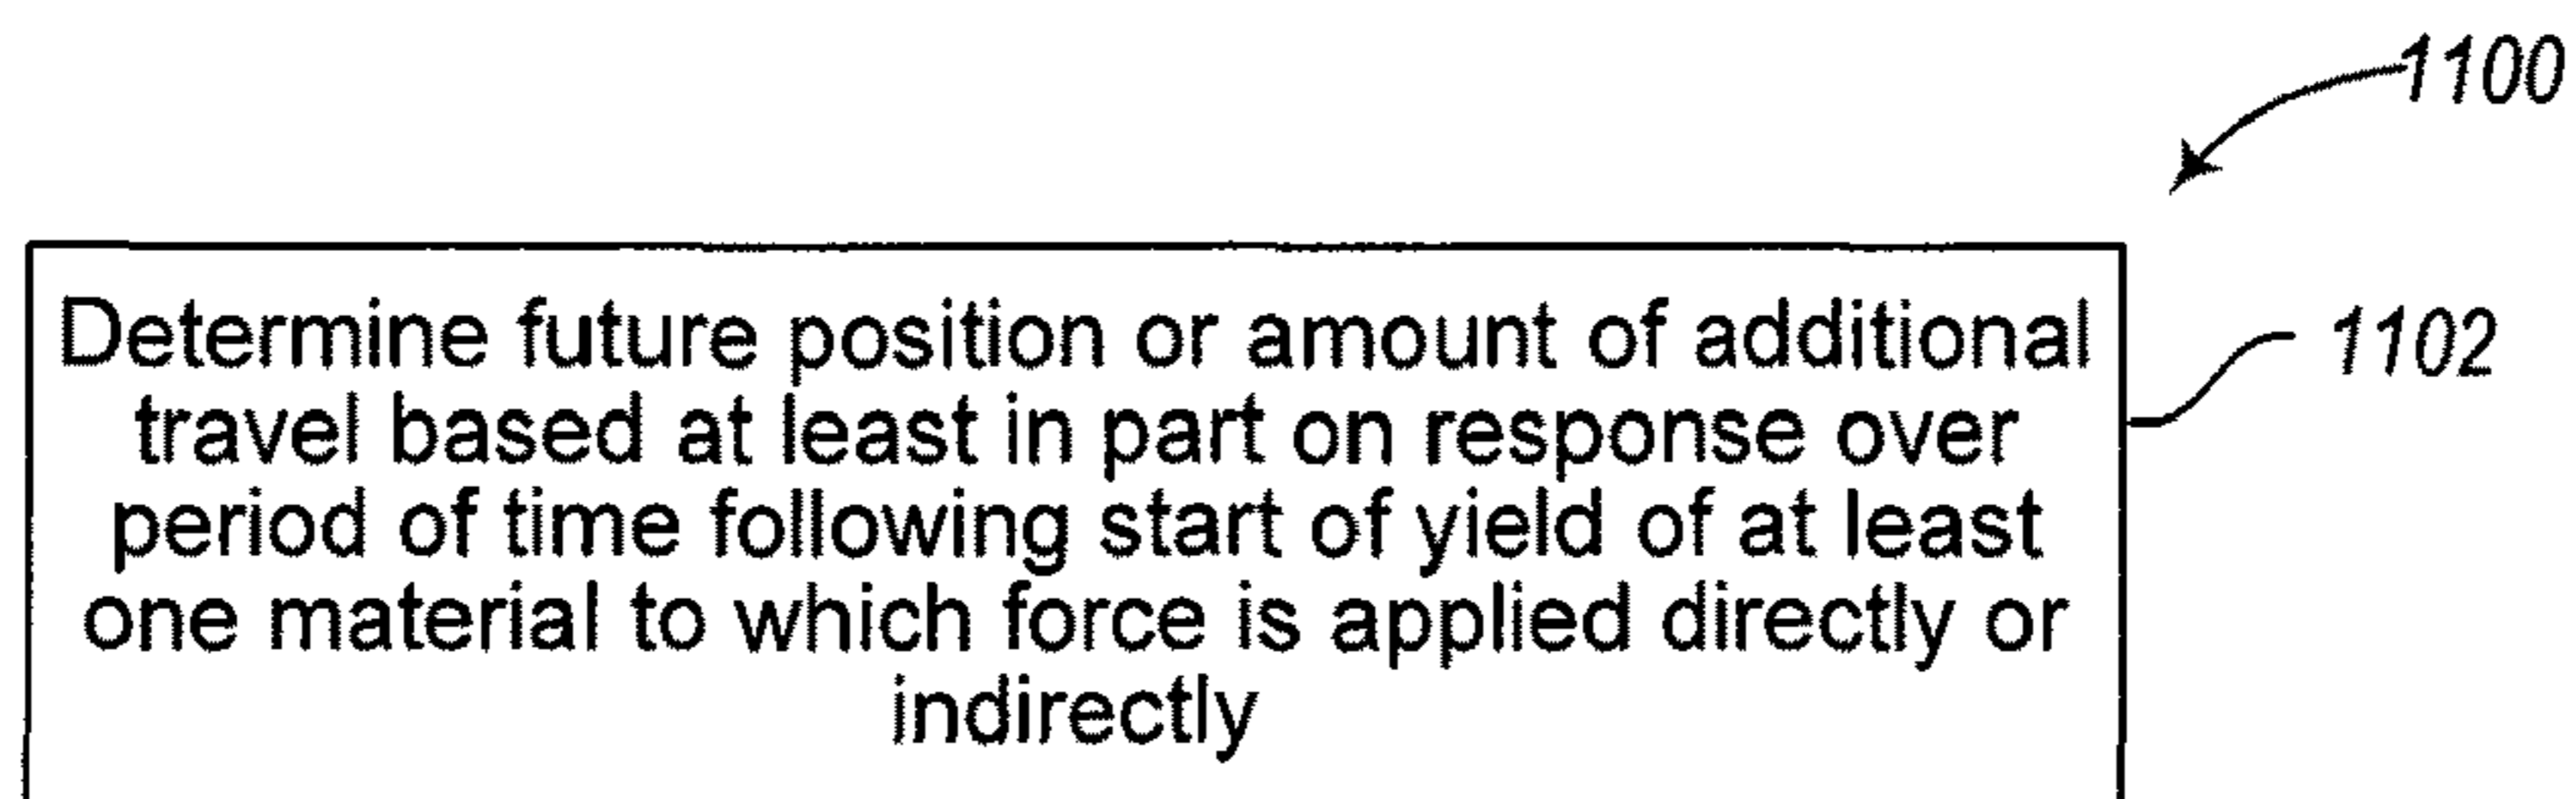 1100
Determine future position or amount of additional
travel based at least in part on response over
period of time following start of yield of at least
one material to which force is applied directly or
indirectly
1102